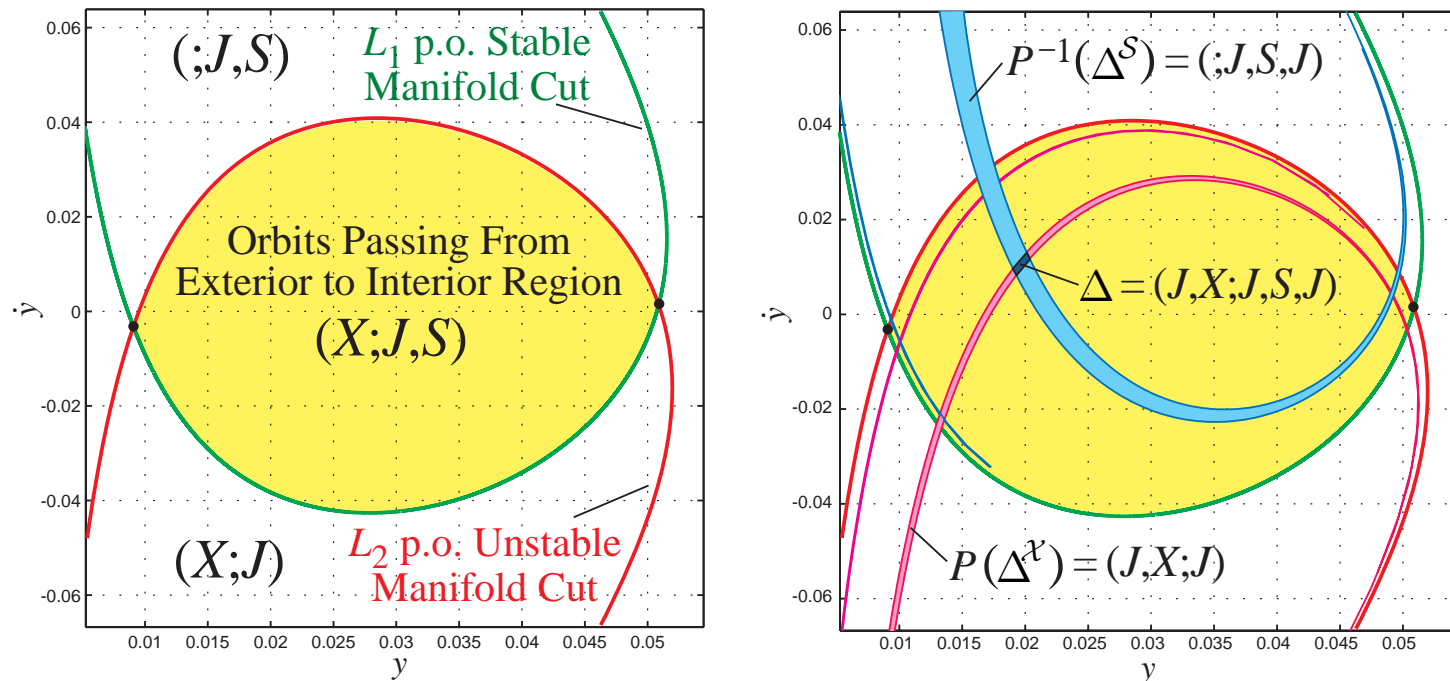 (;J,S)
L1 p.o. Stable
Manifold Cut
Orbits Passing From
Exterior to Interior Region
(X;J,S)
(X;J)
L2 p.o. Unstable
Manifold Cut
0.06
0.04
0.02
0
-0.02
-0.04
-0.06
ẏ
0.01 0.015 0.02 0.025 0.03 0.035 0.04 0.045 0.05
y
P−1(ΔS) = (;J,S,J)
Δ = (J,X;J,S,J)
P(ΔX) = (J,X;J)
0.06
0.04
0.02
0
-0.02
-0.04
-0.06
ẏ
0.01 0.015 0.02 0.025 0.03 0.035 0.04 0.045 0.05
y